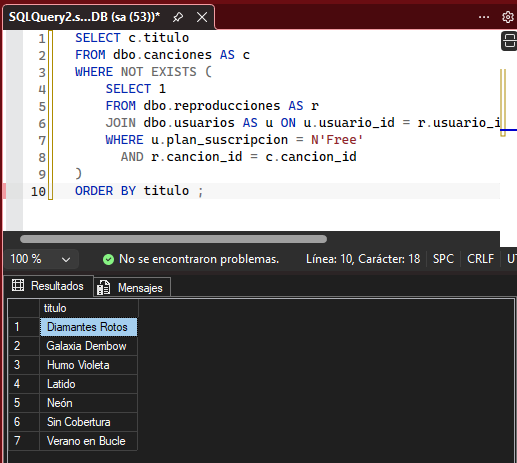 SQLQuery2.s...DB (sa (53))*
1 SELECT c.titulo
2 FROM dbo.canciones AS c
3 WHERE NOT EXISTS (
4 SELECT 1
5 FROM dbo.reproducciones AS r
6 JOIN dbo.usuarios AS u ON u.usuario_id = r.usuario_i
7 WHERE u.plan_suscripcion = N'Free'
8 AND r.cancion_id = c.cancion_id
9 )
10 ORDER BY titulo ;
100 % No se encontraron problemas. Línea: 10, Carácter: 18 SPC CRLF UT
Resultados Mensajes
titulo
1 Diamantes Rotos
2 Galaxia Dembow
3 Humo Violeta
4 Latido
5 Neón
6 Sin Cobertura
7 Verano en Bucle